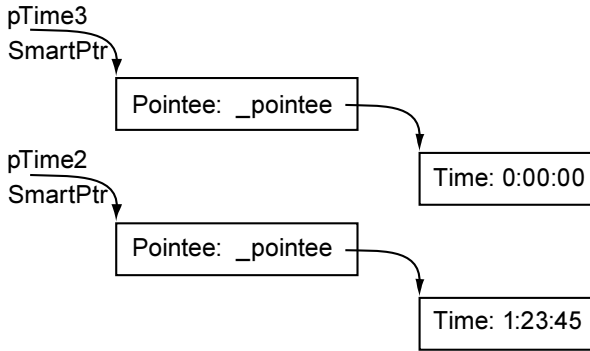 pTime3
SmartPtr
Pointee: _pointee
Time: 0:00:00
pTime2
SmartPtr
Pointee: _pointee
Time: 1:23:45